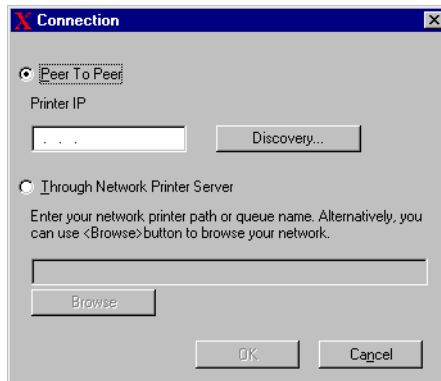 Connection
Peer To Peer
Printer IP
. . .
Discovery...
Through Network Printer Server
Enter your network printer path or queue name. Alternatively, you
can use <Browse>button to browse your network.
Browse
OK
Cancel